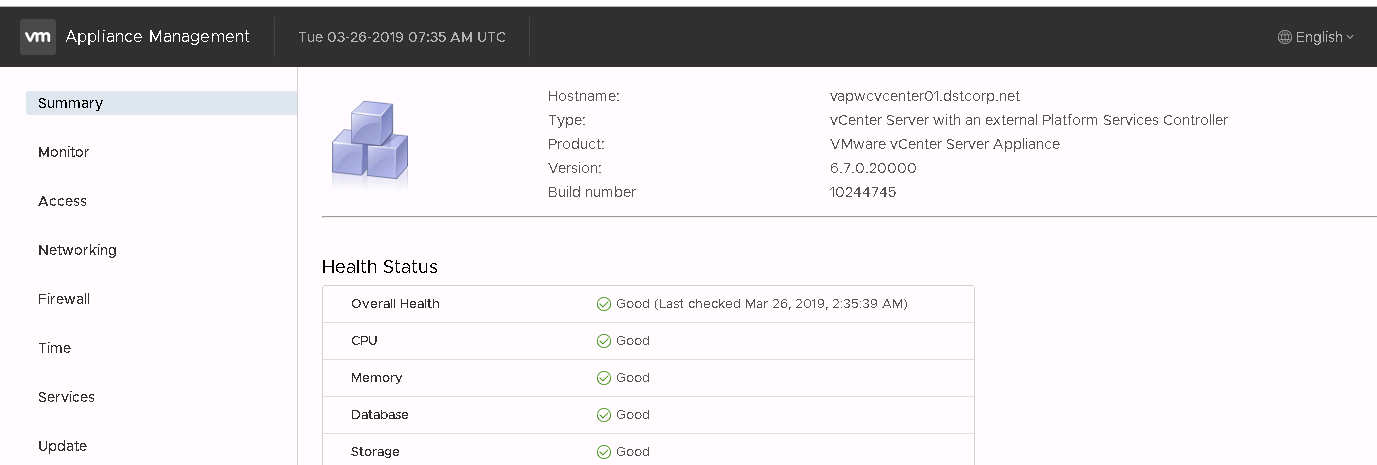 vm Appliance Management Tue 03-26-2019 07:35 AM UTC English
Summary
Monitor
Access
Networking
Firewall
Time
Services
Update
Hostname: vapwcvcenter01.dstcorp.net
Type: vCenter Server with an external Platform Services Controller
Product: VMware vCenter Server Appliance
Version: 6.7.0.20000
Build number 10244745
Health Status
Overall Health Good (Last checked Mar 26, 2019, 2:35:39 AM)
CPU Good
Memory Good
Database Good
Storage Good